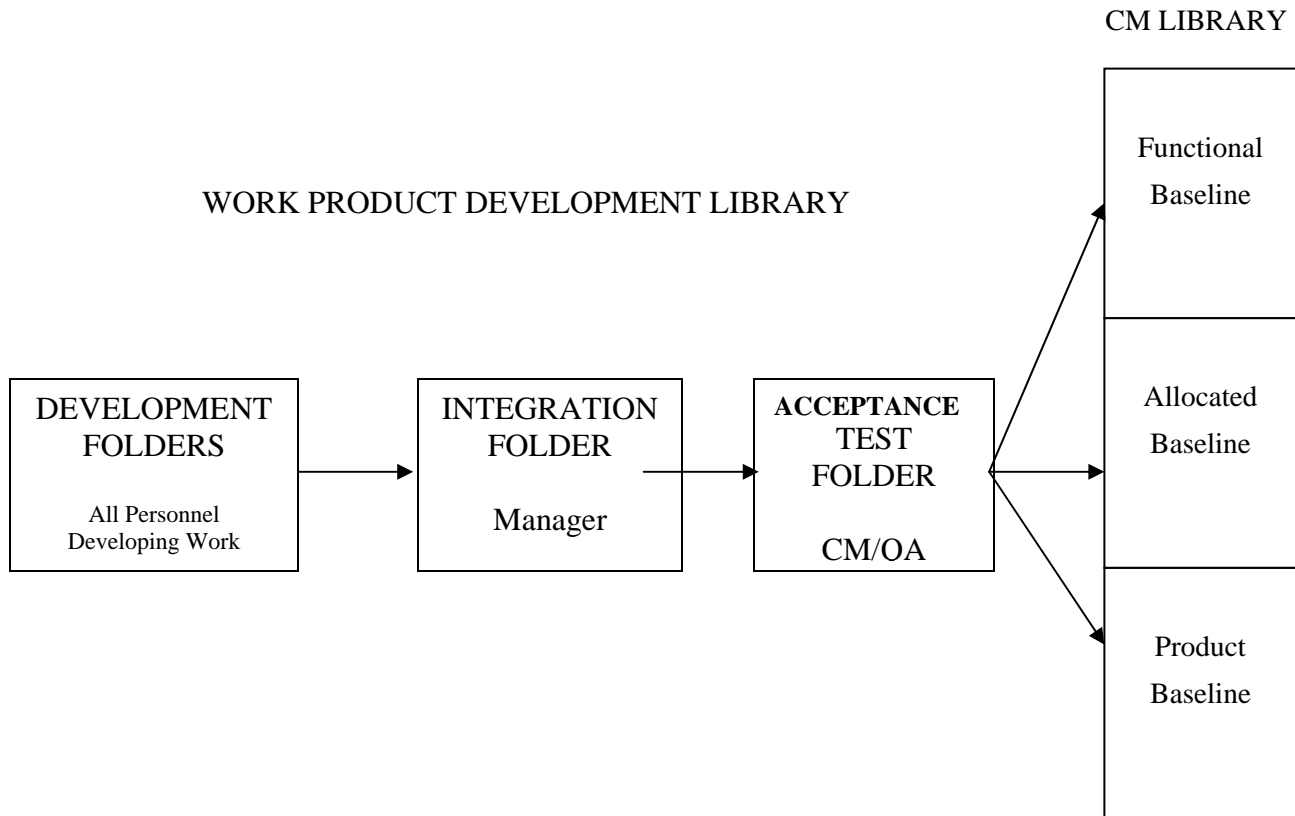 CM LIBRARY
WORK PRODUCT DEVELOPMENT LIBRARY
DEVELOPMENT
FOLDERS
All Personnel
Developing Work
INTEGRATION
FOLDER
Manager
ACCEPTANCE
TEST
FOLDER
CM/OA
Functional
Baseline
Allocated
Baseline
Product
Baseline